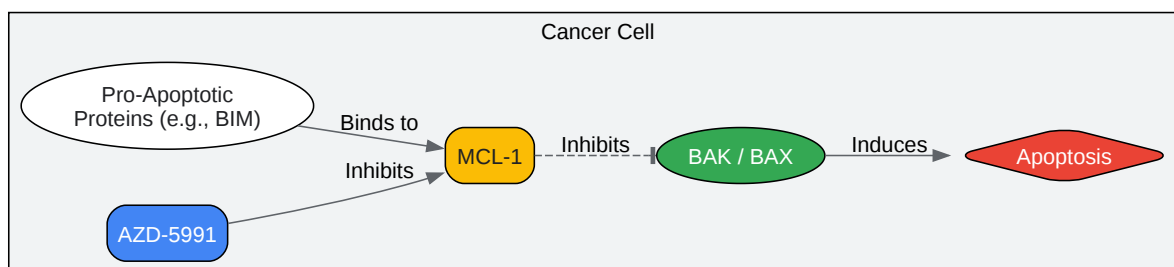 Cancer Cell
Pro-Apoptotic
Proteins (e.g., BIM)
Binds to
MCL-1
Inhibits
BAK / BAX
Induces
Apoptosis
Inhibits
AZD-5991